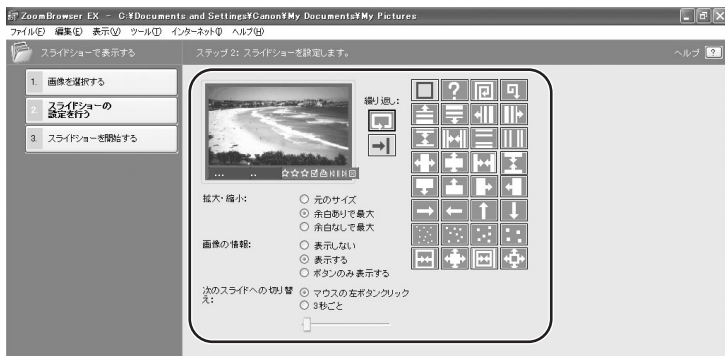 ZoomBrowser EX - C:¥Documents and Settings¥Canon¥My Documents¥My Pictures
ファイル(F) 編集(E) 表示(V) ツール(T) インターネット(I) ヘルプ(H)
スライドショーで表示する
ステップ2: スライドショーを設定します。
ヘルプ ?
1. 画像を選択する
2. スライドショーの
設定を行う
3. スライドショーを開始する
繰り返し:
?
拡大・縮小:
元のサイズ
余白ありで最大
余白なしで最大
画像の情報:
表示しない
表示する
ボタンのみ表示する
次のスライドへの切り替
え:
マウスの左ボタンクリック
3秒ごと